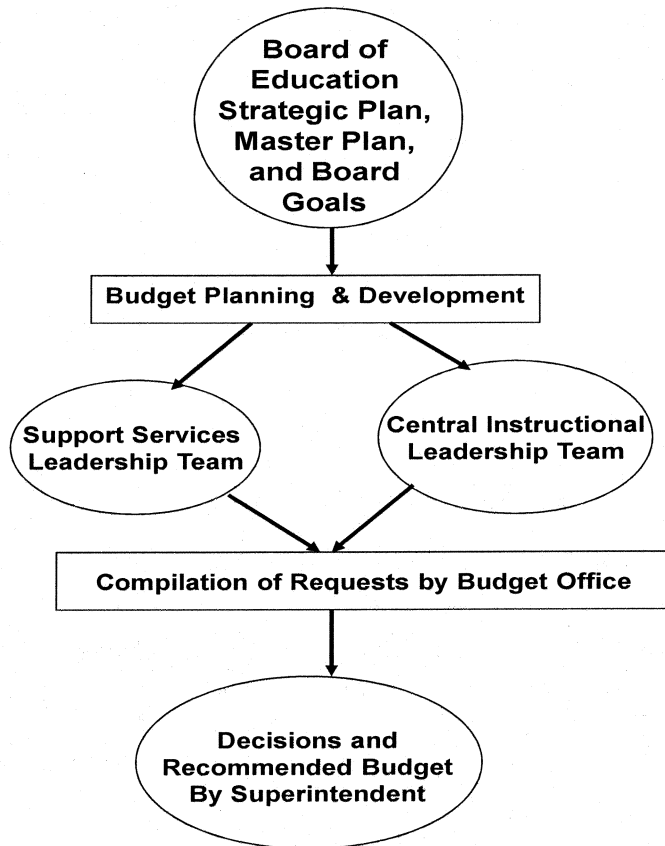 Board of
Education
Strategic Plan,
Master Plan,
and Board
Goals
Budget Planning & Development
Support Services
Leadership Team
Central Instructional
Leadership Team
Compilation of Requests by Budget Office
Decisions and
Recommended Budget
By Superintendent